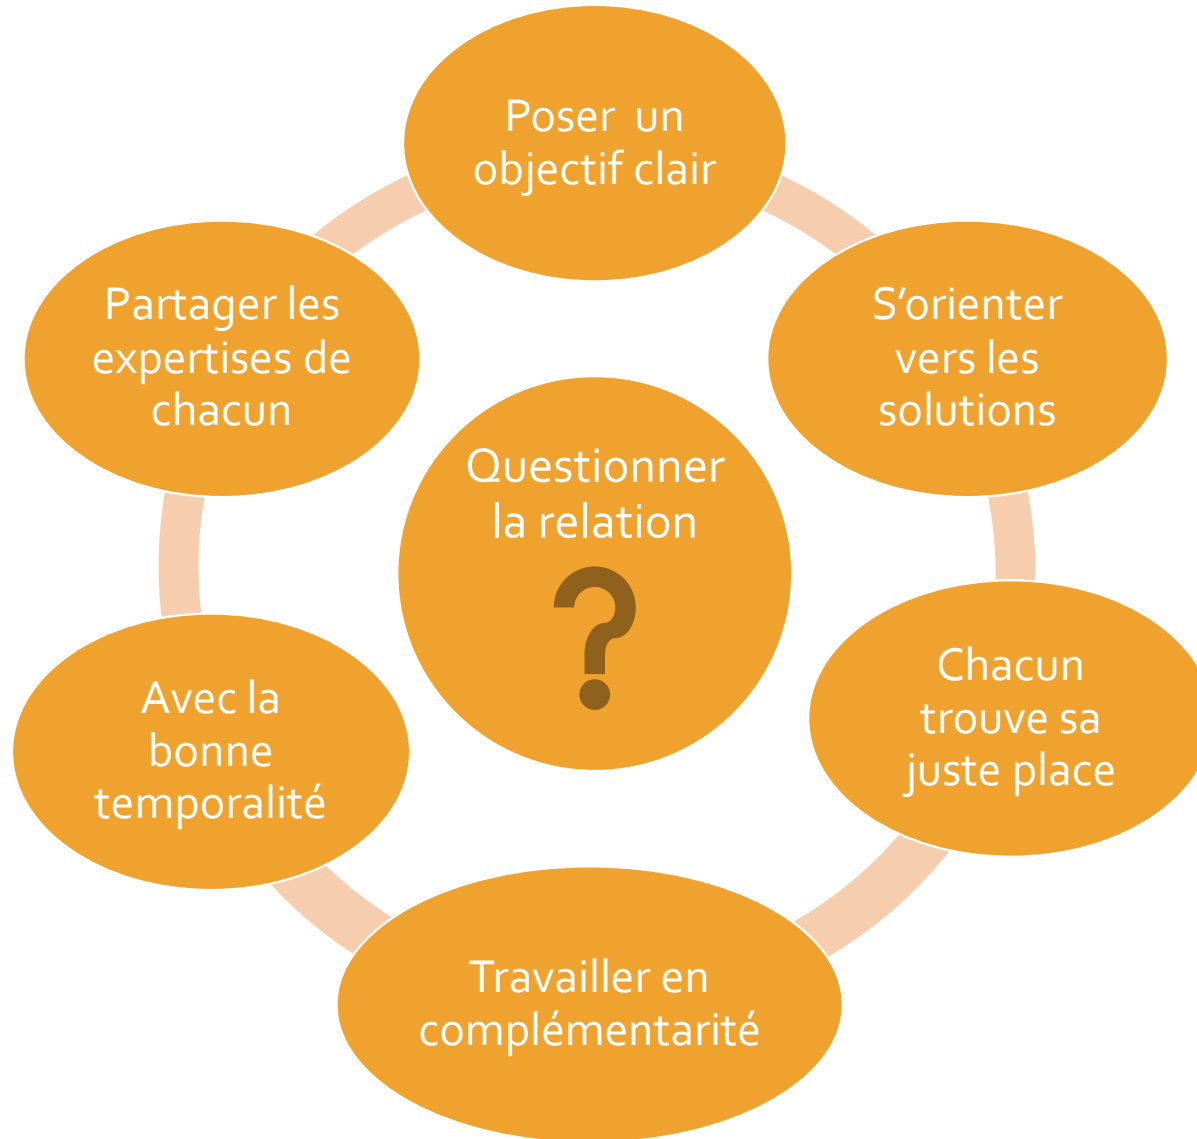 Poser un
objectif clair
S’orienter
vers les
solutions
Chacun
trouve sa
juste place
Travailler en
complémentarité
Avec la
bonne
temporalité
Partager les
expertises de
chacun
Questionner
la relation
?